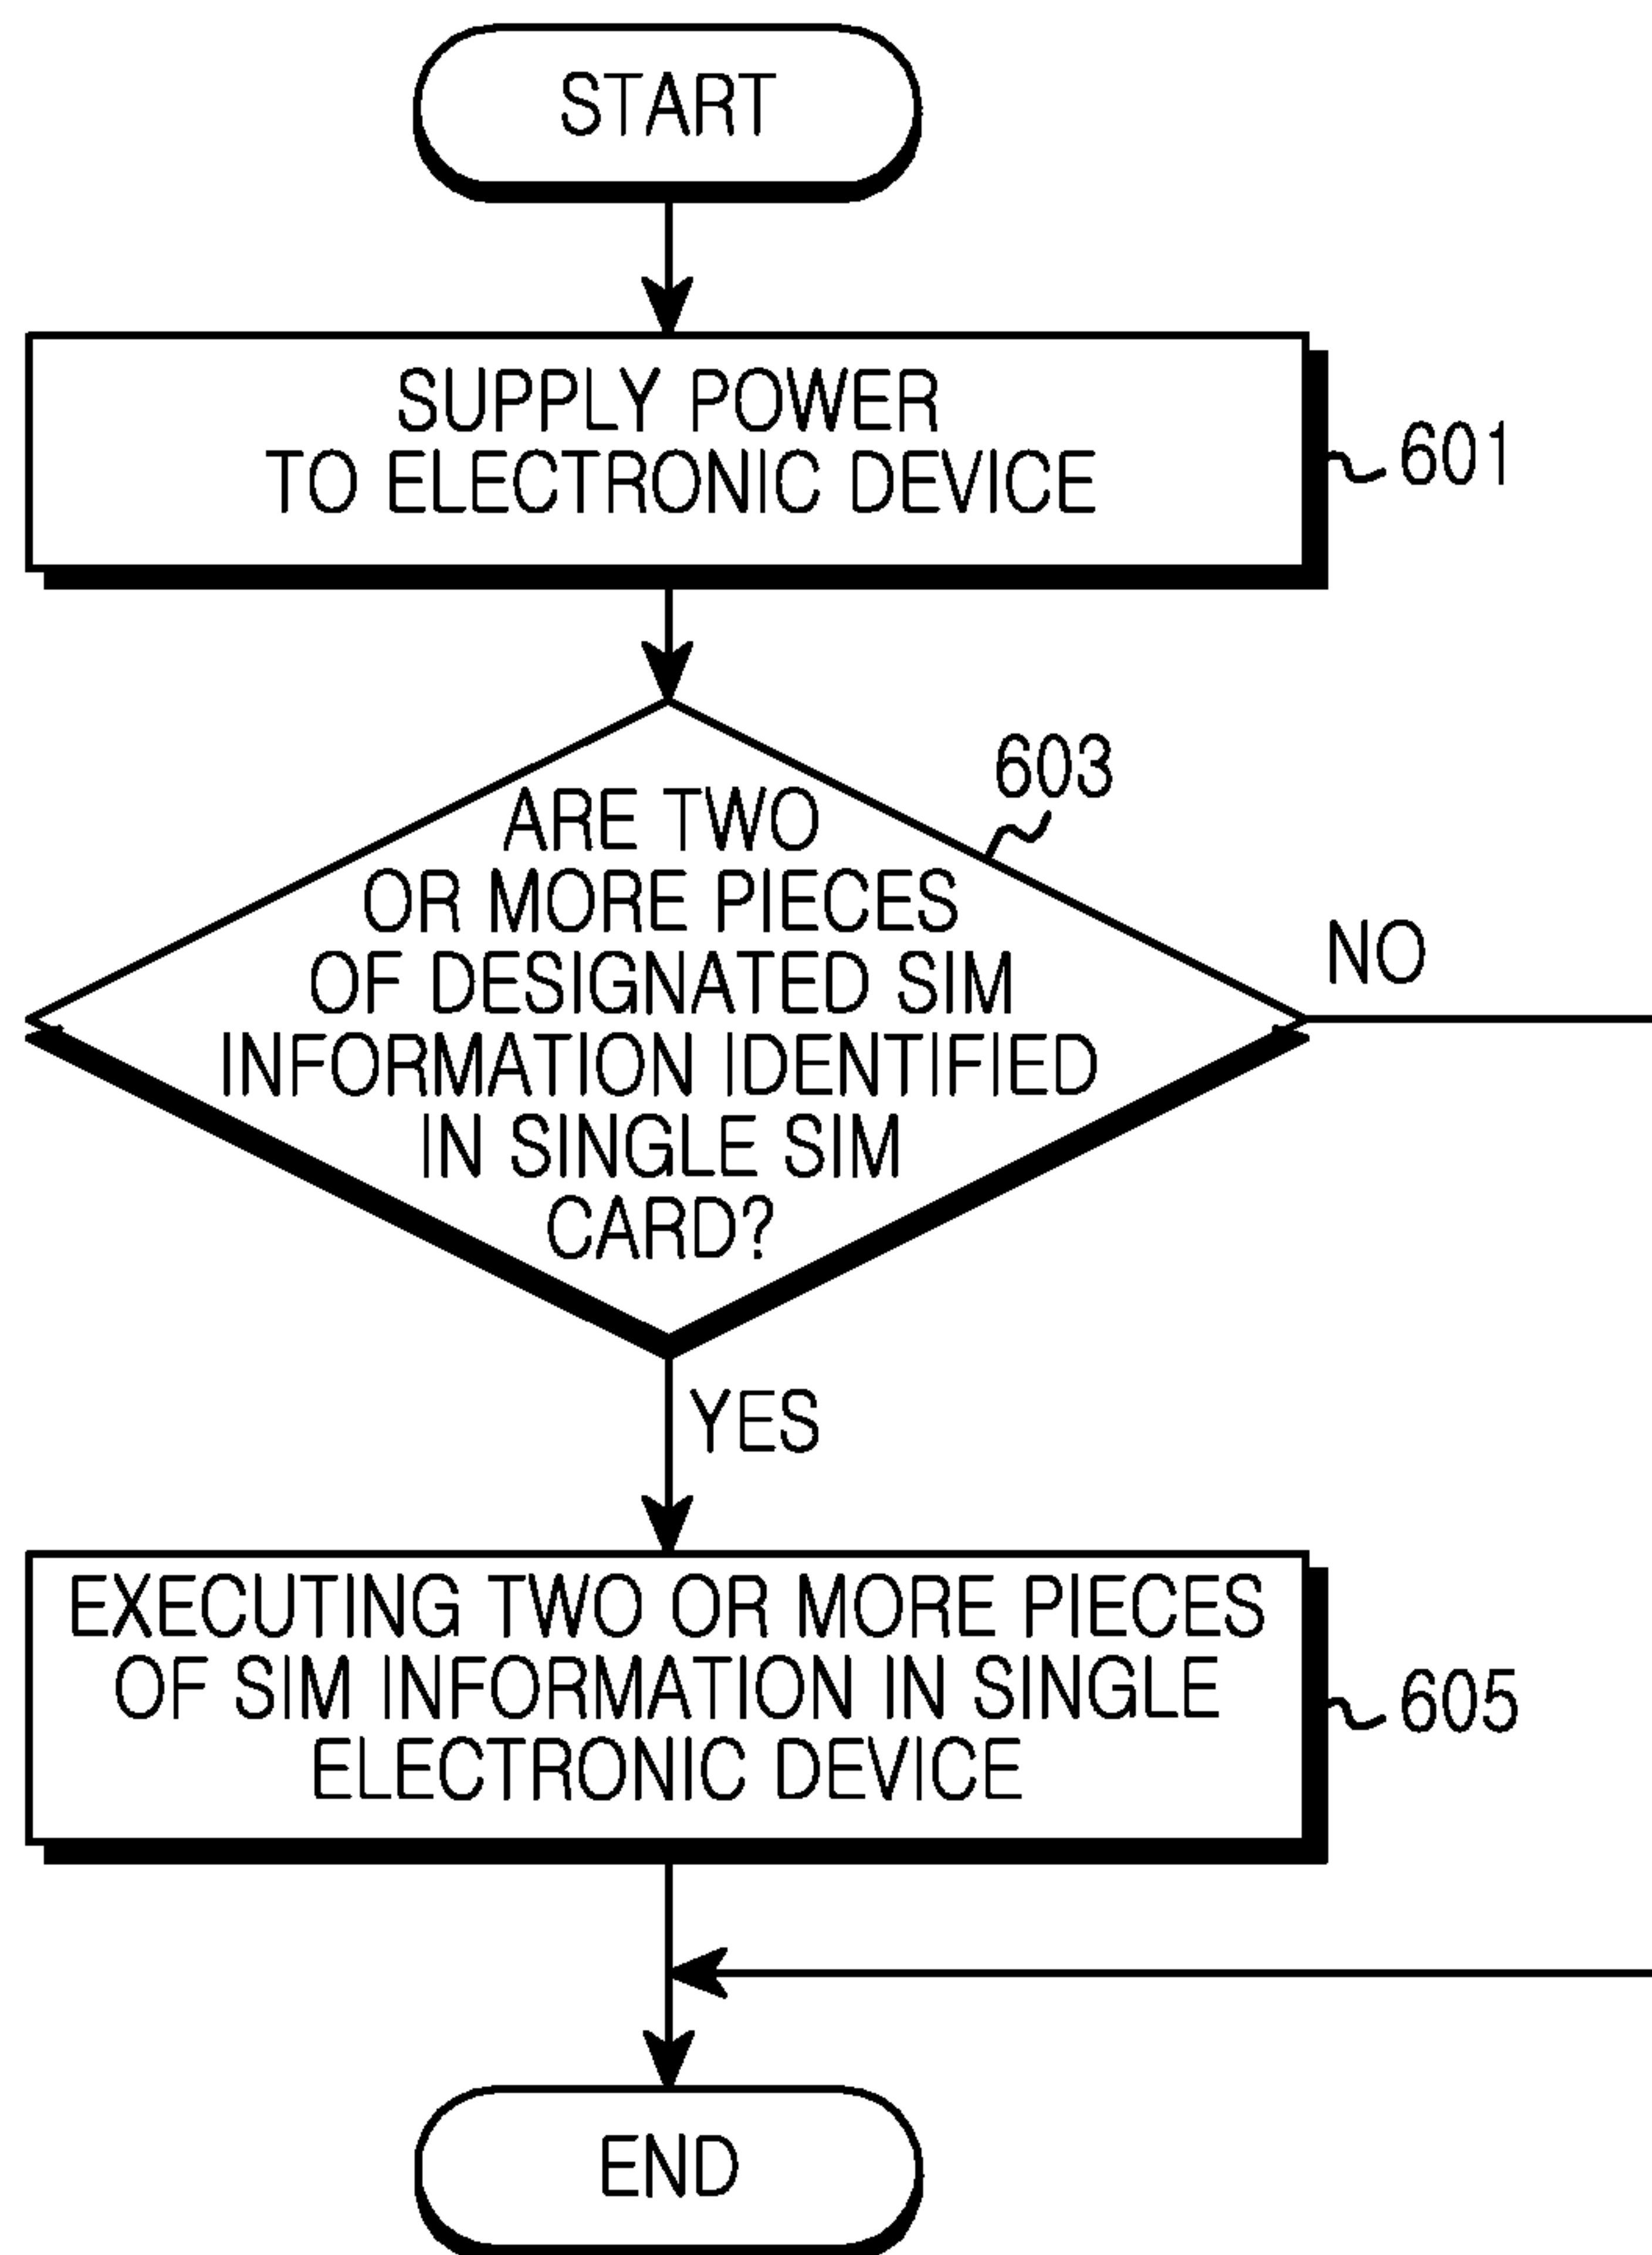 START
SUPPLY POWER
TO ELECTRONIC DEVICE
601
603
ARE TWO
OR MORE PIECES
OF DESIGNATED SIM
INFORMATION IDENTIFIED
IN SINGLE SIM
CARD?
NO
YES
EXECUTING TWO OR MORE PIECES
OF SIM INFORMATION IN SINGLE
ELECTRONIC DEVICE
605
END